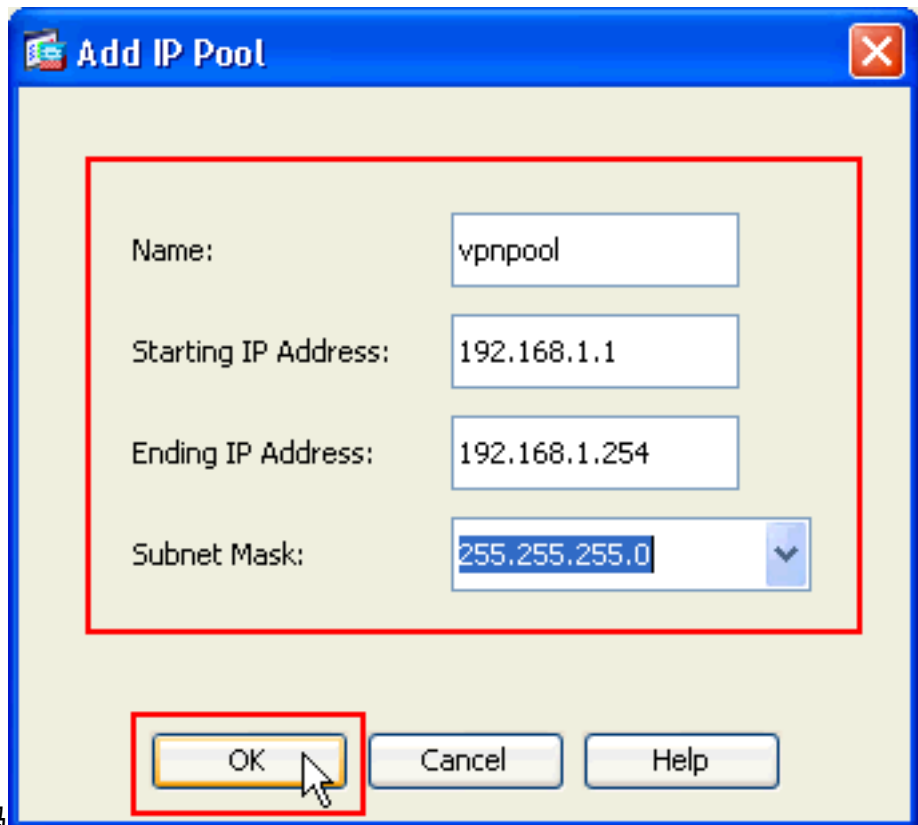 Add IP Pool
Name: vpnpool
Starting IP Address: 192.168.1.1
Ending IP Address: 192.168.1.254
Subnet Mask: 255.255.255.0
OK Cancel Help